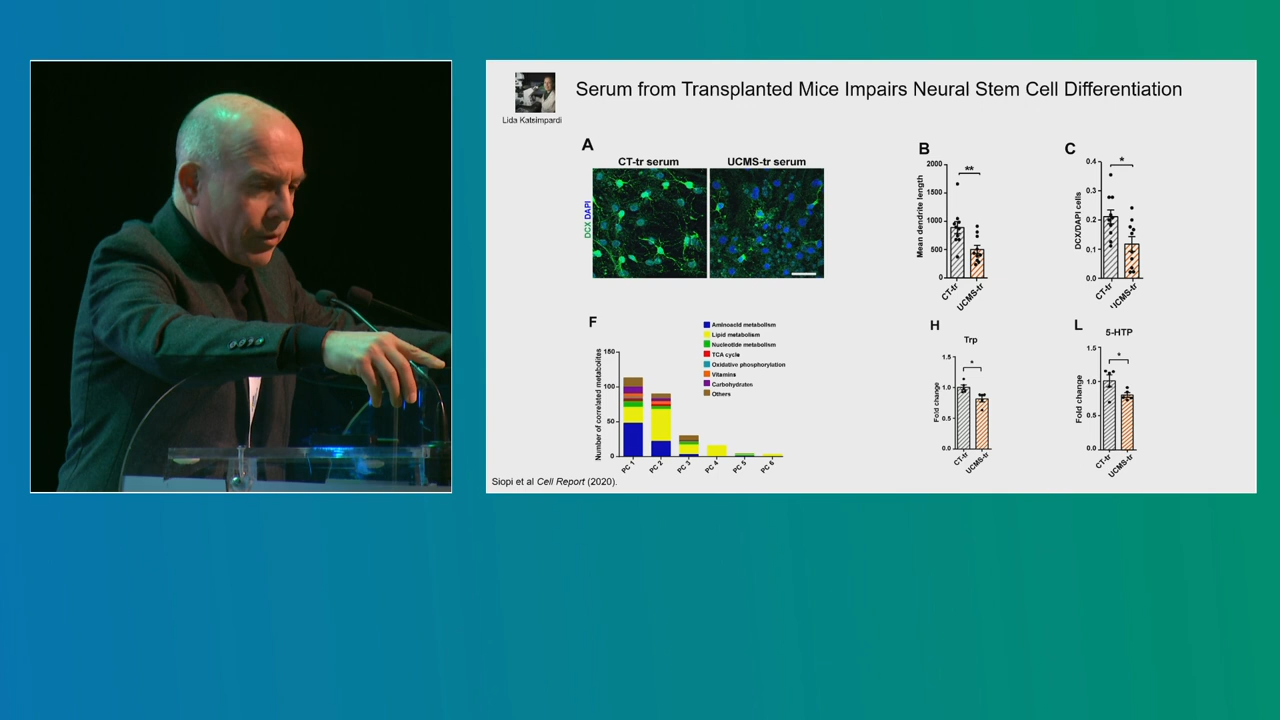 Serum from Transplanted Mice Impairs Neural Stem Cell Differentiation
Lida Katsimpardi
A
CT-tr serum
UCMS-tr serum
DCX DAPI
B
2000
1500
1000
500
0
Mean dendrite length
**
CT-tr
UCMS-tr
C
0.4
0.3
0.2
0.1
0.0
DCX/DAPI cells
*
CT-tr
UCMS-tr
F
Aminoacid metabolism
Lipid metabolism
Nucleotide metabolism
TCA cycle
Oxidative phosphorylation
Vitamins
Carbohydrates
Others
150
100
50
0
Number of correlated metabolites
PC 1
PC 2
PC 3
PC 4
PC 5
PC 6
H
Trp
1.5
1.0
0.5
0.0
Fold change
*
CT-tr
UCMS-tr
L
5-HTP
1.5
1.0
0.5
0.0
Fold change
*
CT-tr
UCMS-tr
Siopi et al Cell Report (2020).